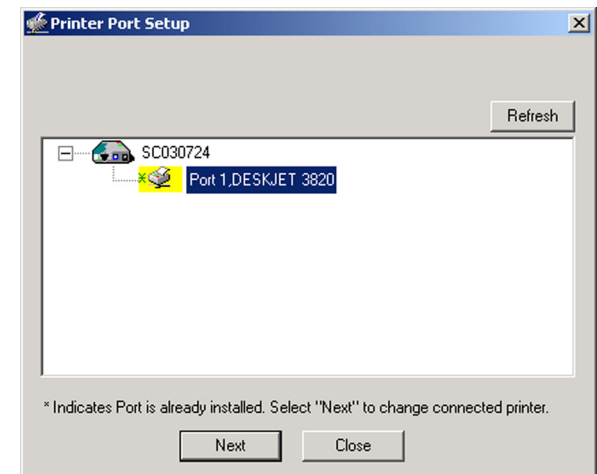 Printer Port Setup
Refresh
SC030724
* Port 1,DESKJET 3820
* Indicates Port is already installed. Select "Next" to change connected printer.
Next Close